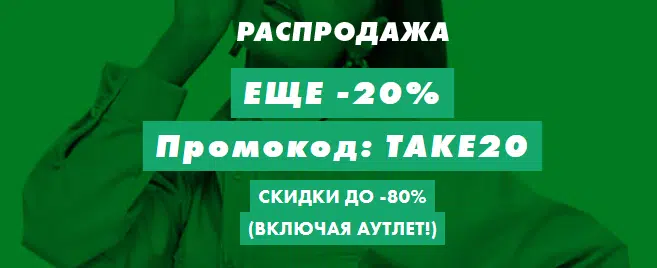 РАСПРОДАЖА
ЕЩЕ -20%
Промокод: TAKE20
СКИДКИ ДО -80%
(ВКЛЮЧАЯ АУТЛЕТ!)